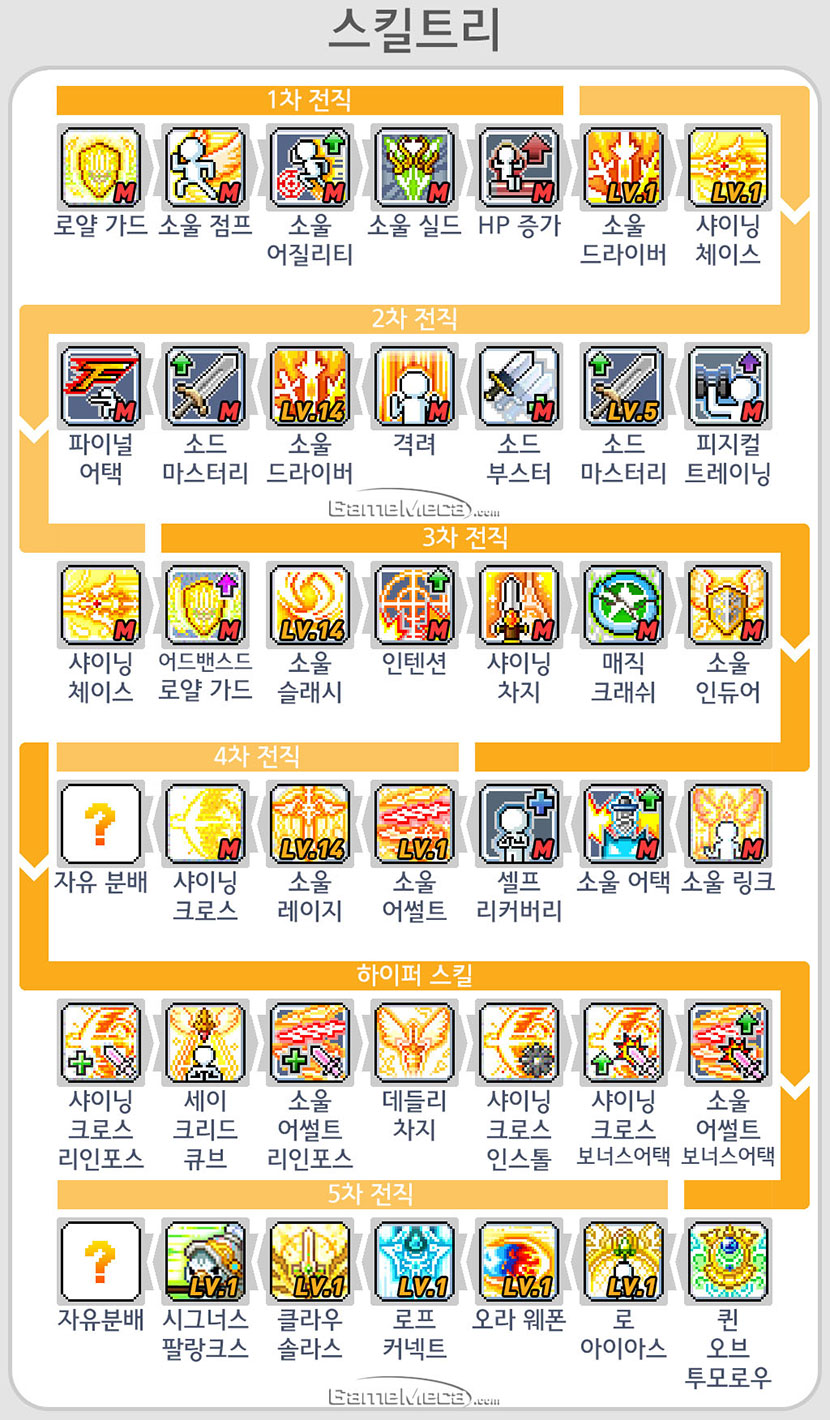 스킬트리
1차 전직
M
M
M
M
M
LV.1
LV.1
로얄 가드
소울 점프
소울
어질리티
소울 실드
HP 증가
소울
드라이버
샤이닝
체이스
2차 전직
M
M
LV.14
M
M
LV.5
M
파이널
어택
소드
마스터리
소울
드라이버
격려
소드
부스터
소드
마스터리
피지컬
트레이닝
GameMeca.com
3차 전직
M
M
LV.14
M
M
M
M
샤이닝
체이스
어드밴스드
로얄 가드
소울
슬래시
인텐션
샤이닝
차지
매직
크래쉬
소울
인듀어
4차 전직
?
M
LV.14
LV.1
M
M
M
자유 분배
샤이닝
크로스
소울
레이지
소울
어썰트
셀프
리커버리
소울 어택
소울 링크
하이퍼 스킬
샤이닝
크로스
리인포스
세이
크리드
큐브
소울
어썰트
리인포스
데들리
차지
샤이닝
크로스
인스톨
샤이닝
크로스
보너스어택
소울
어썰트
보너스어택
5차 전직
?
LV.1
LV.1
LV.1
LV.1
LV.1
자유분배
시그너스
팔랑크스
클라우
솔라스
로프
커넥트
오라 웨폰
로
아이아스
퀸
오브
투모로우
GameMeca.com